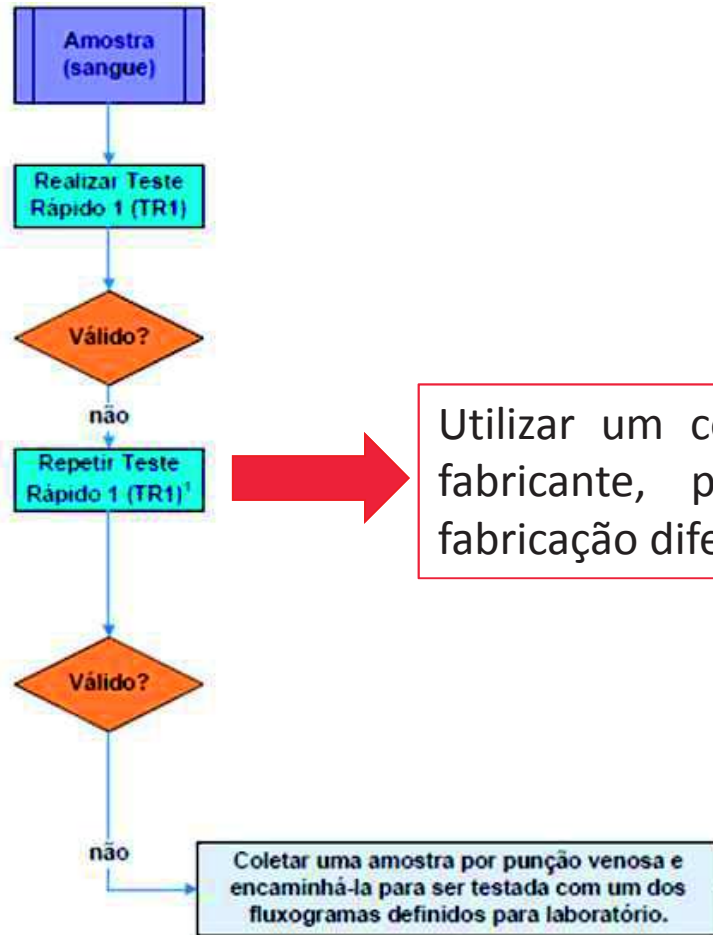 Amostra
(sangue)
Realizar Teste
Rápido 1 (TR1)
Válido?
não
Repetir Teste
Rápido 1 (TR1)¹
Utilizar um
fabricante,
fabricação
Válido?
não
Coletar uma amostra por punção venosa e
encaminhá-la para ser testada com um dos
fluxogramas definidos para laboratório.